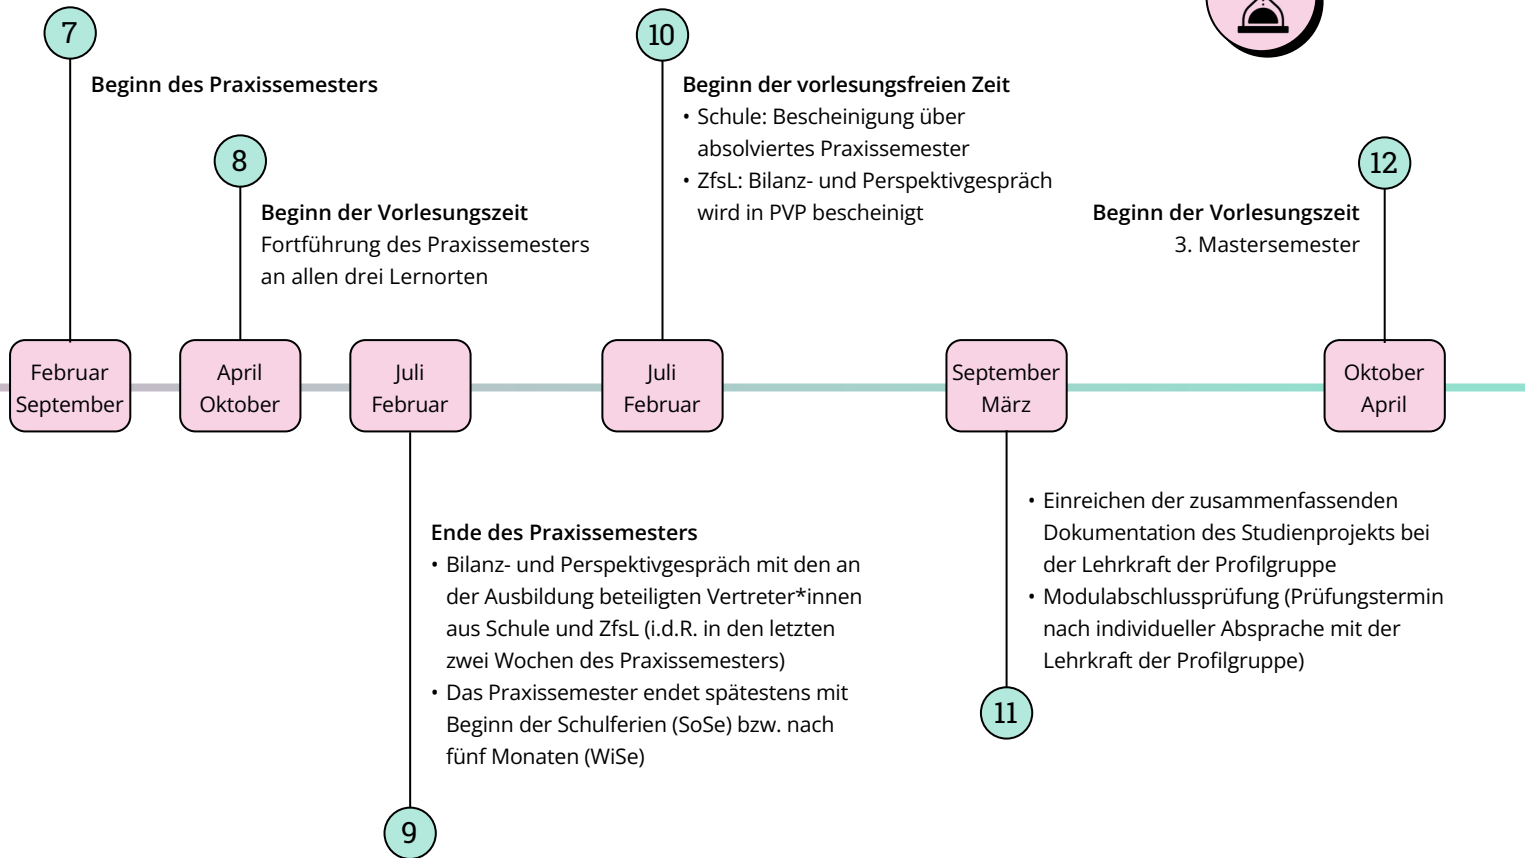 7
Beginn des Praxissemesters
8
Beginn der Vorlesungszeit
Fortführung des Praxissemesters
an allen drei Lernorten
10
Beginn der vorlesungsfreien Zeit
• Schule: Bescheinigung über
absolviertes Praxissemester
• ZfsL: Bilanz- und Perspektivgespräch
wird in PVP bescheinigt
12
Beginn der Vorlesungszeit
3. Mastersemester
Februar
September
April
Oktober
Juli
Februar
Juli
Februar
September
März
Oktober
April
Ende des Praxissemesters
• Bilanz- und Perspektivgespräch mit den an
der Ausbildung beteiligten Vertreter*innen
aus Schule und ZfsL (i.d.R. in den letzten
zwei Wochen des Praxissemesters)
• Das Praxissemester endet spätestens mit
Beginn der Schulferien (SoSe) bzw. nach
fünf Monaten (WiSe)
9
• Einreichen der zusammenfassenden
Dokumentation des Studienprojekts bei
der Lehrkraft der Profilgruppe
• Modulabschlussprüfung (Prüfungstermin
nach individueller Absprache mit der
Lehrkraft der Profilgruppe)
11